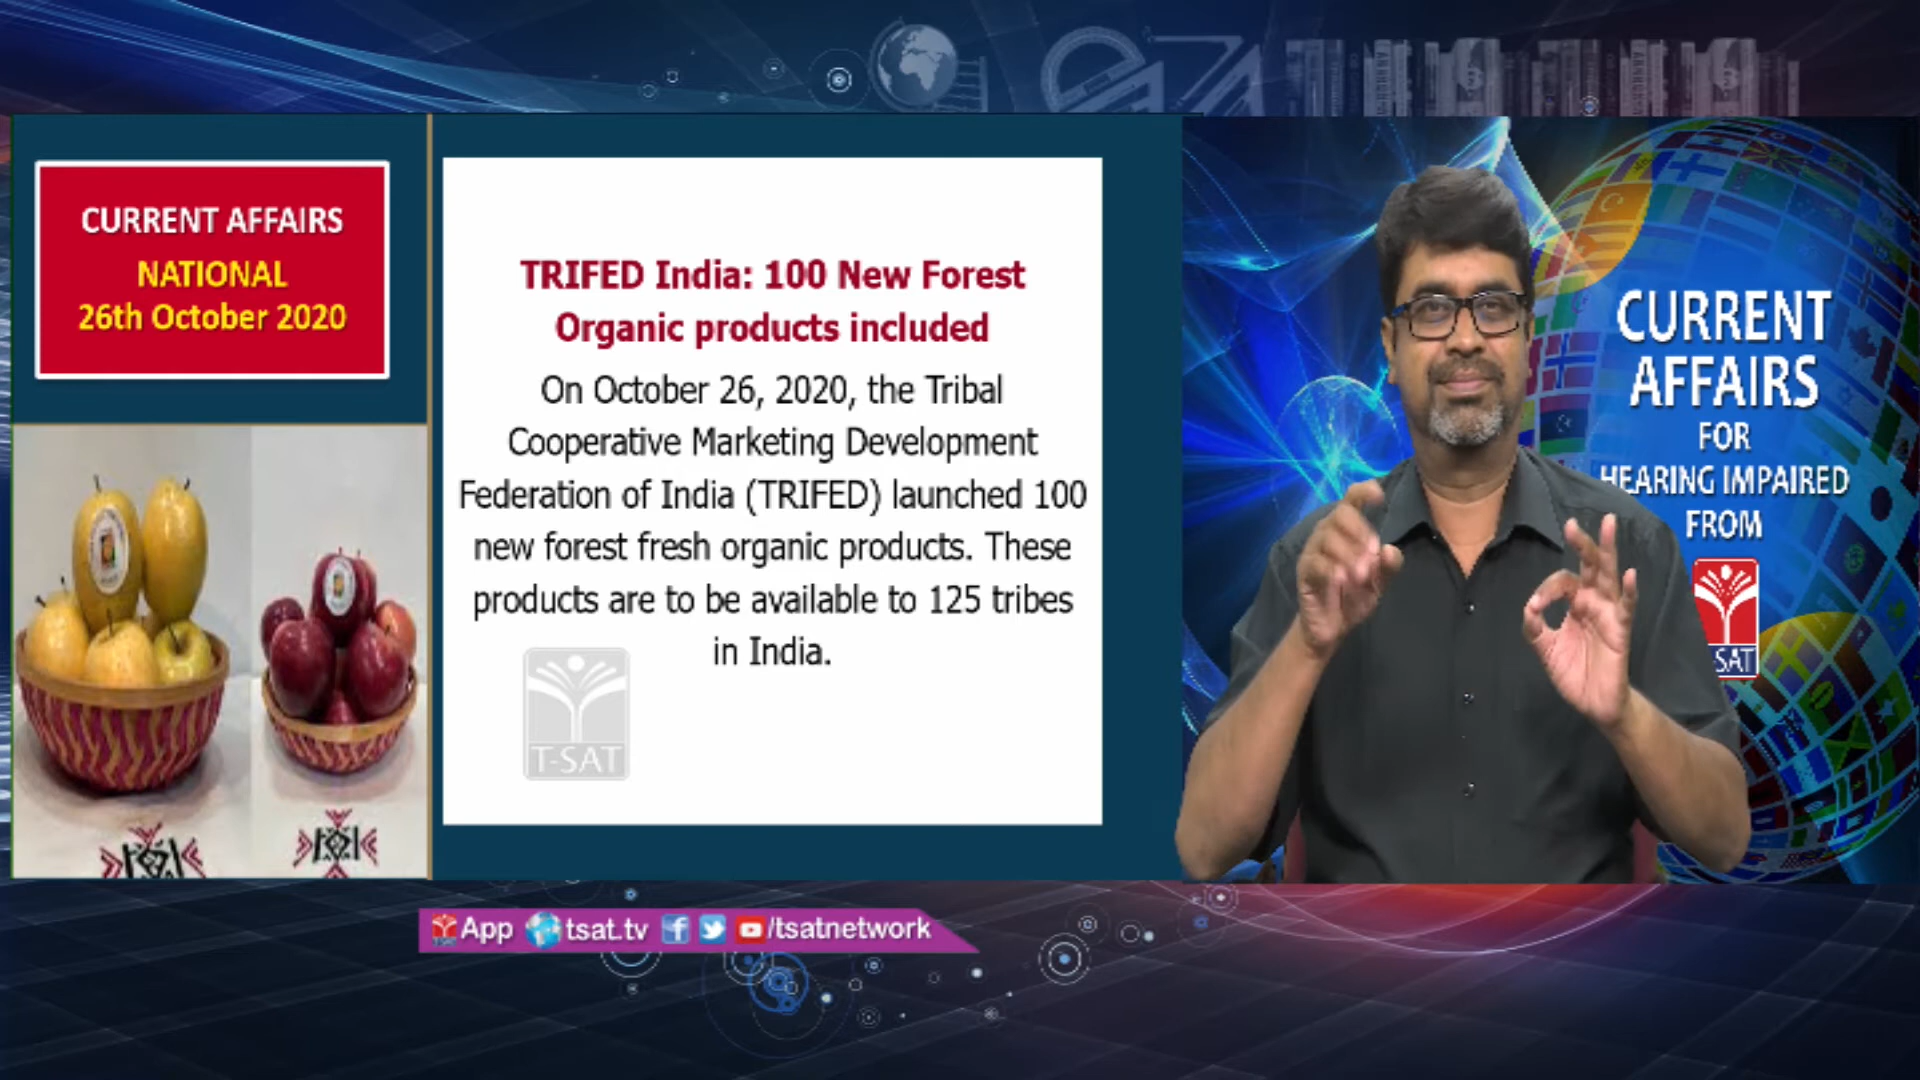 CURRENT AFFAIRS
NATIONAL
26th October 2020
TRIFED India: 100 New Forest
Organic products included
On October 26, 2020, the Tribal
Cooperative Marketing Development
Federation of India (TRIFED) launched 100
new forest fresh organic products. These
products are to be available to 125 tribes
in India.
T-SAT
CURRENT
AFFAIRS
FOR
HEARING IMPAIRED
FROM
T-SAT
App tsat.tv /tsatnetwork